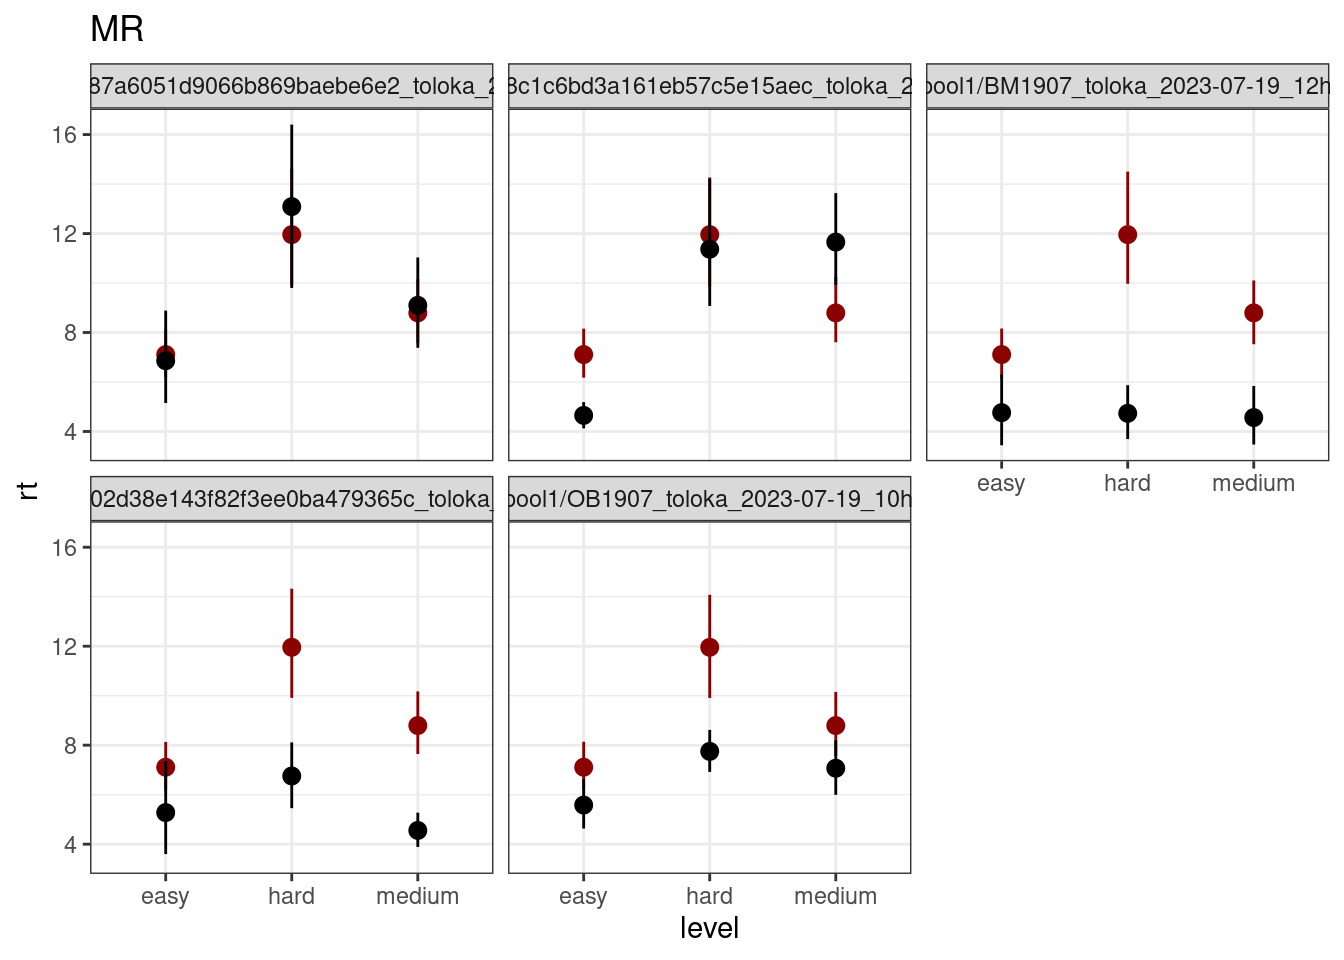 MR
87a6051d9066b869baebe6e2_toloka_2
8c1c6bd3a161eb57c5e15aec_toloka_2
pool1/BM1907_toloka_2023-07-19_12h
16
12
8
4
easy hard medium
rt
02d38e143f82f3ee0ba479365c_toloka_
pool1/OB1907_toloka_2023-07-19_10h
16
12
8
4
easy hard medium
easy hard medium
level